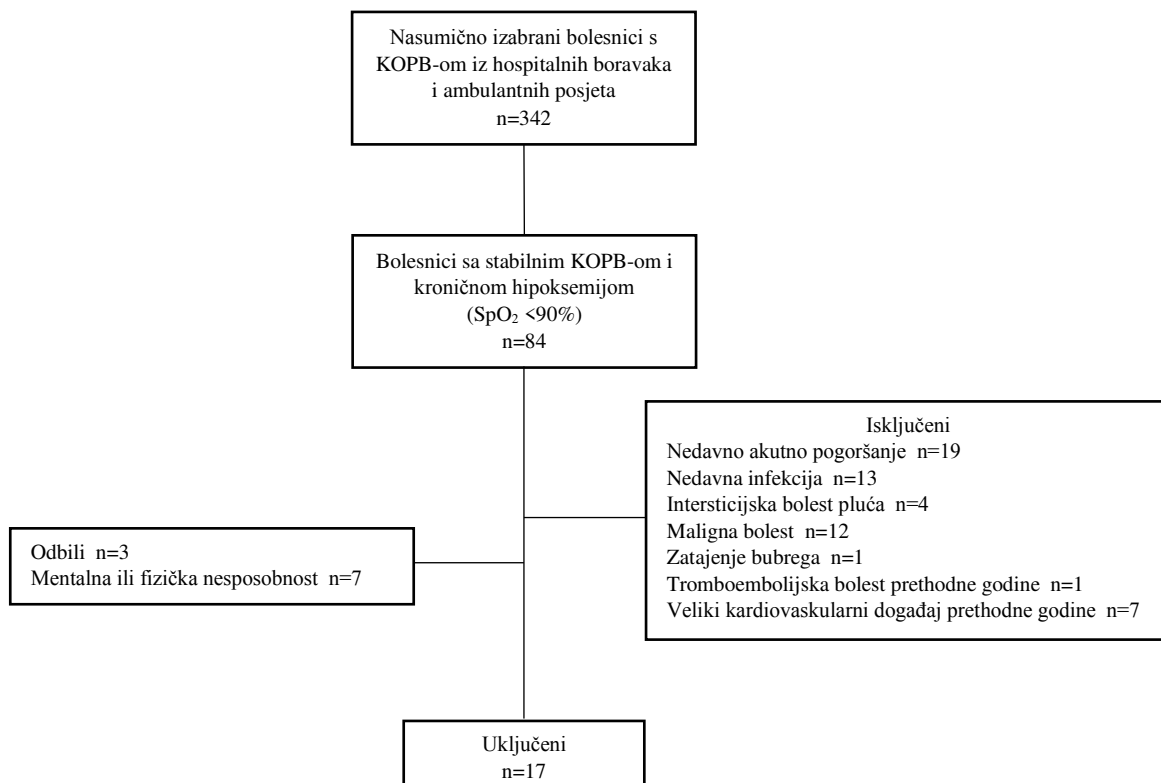 Nasumično izabrani bolesnici s
KOPB-om iz hospitalnih boravaka
i ambulantnih posjeta
n=342
Bolesnici sa stabilnim KOPB-om i
kroničnom hipoksemijom
(SpO₂ <90%)
n=84
Isključeni
Nedavno akutno pogoršanje n=19
Nedavna infekcija n=13
Intersticijska bolest pluća n=4
Maligna bolest n=12
Zatajenje bubrega n=1
Tromboembolijska bolest prethodne godine n=1
Veliki kardiovaskularni događaj prethodne godine n=7
Odbili n=3
Mentalna ili fizička nesposobnost n=7
Uključeni
n=17